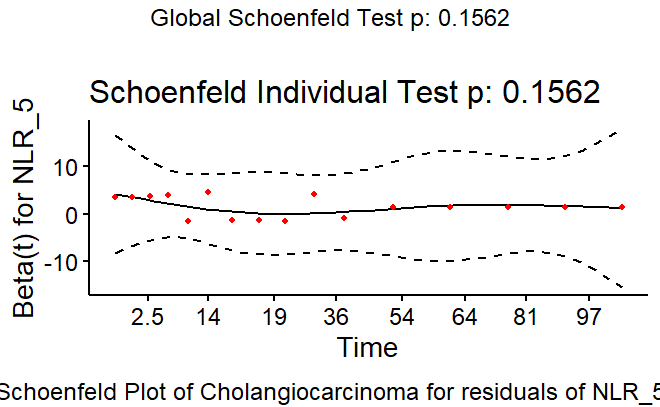 Global Schoenfeld Test p: 0.1562
Schoenfeld Individual Test p: 0.1562
Beta(t) for NLR_5
10
0
-10
2.5 14 19 36 54 64 81 97
Time
Schoenfeld Plot of Cholangiocarcinoma for residuals of NLR_5